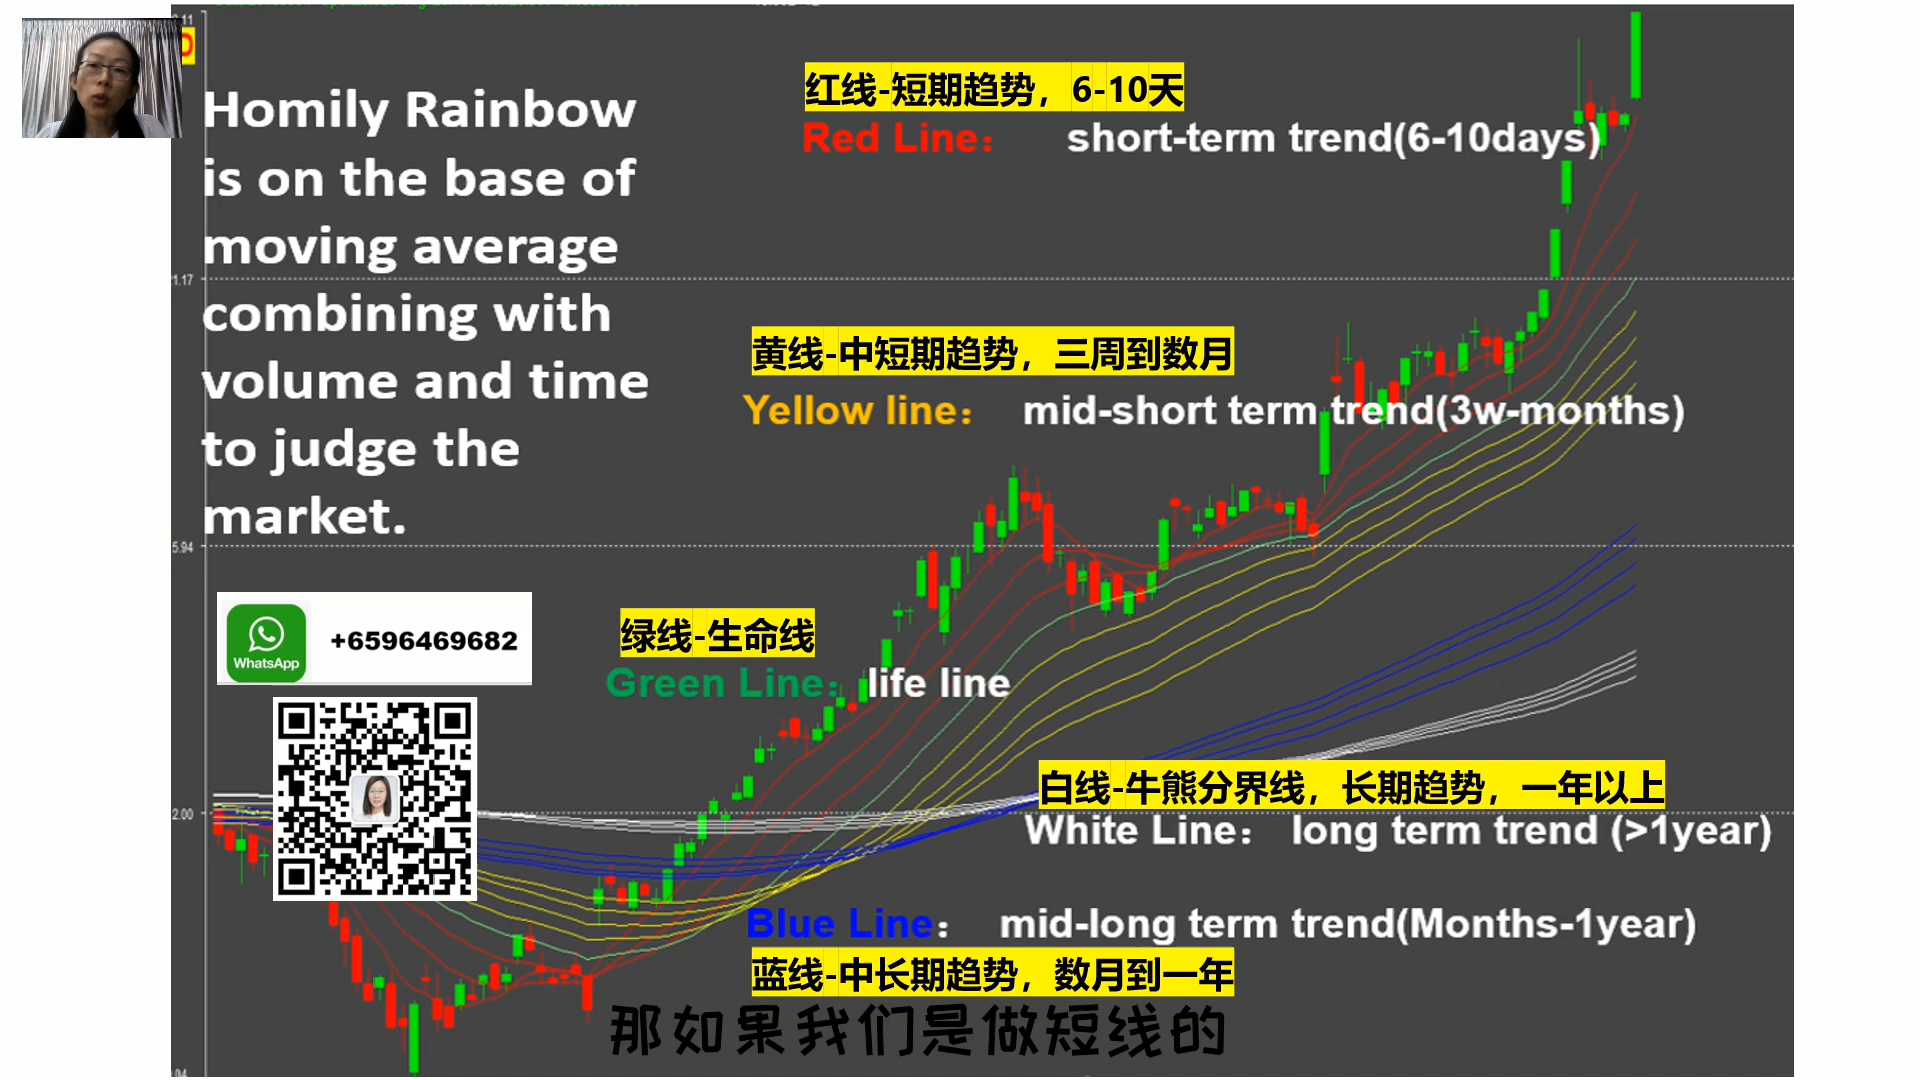 Homily Rainbow
is on the base of
moving average
combining with
volume and time
to judge the
market.
红线-短期趋势，6-10天
Red Line： short-term trend(6-10days)
21.17
黄线-中短期趋势，三周到数月
Yellow line： mid-short term trend(3w-months)
5.94
WhatsApp
+6596469682
绿线-生命线
Green Line： life line
2.00
白线-牛熊分界线，长期趋势，一年以上
White Line： long term trend (>1year)
Blue Line： mid-long term trend(Months-1year)
蓝线-中长期趋势，数月到一年
那如果我们是做短线的